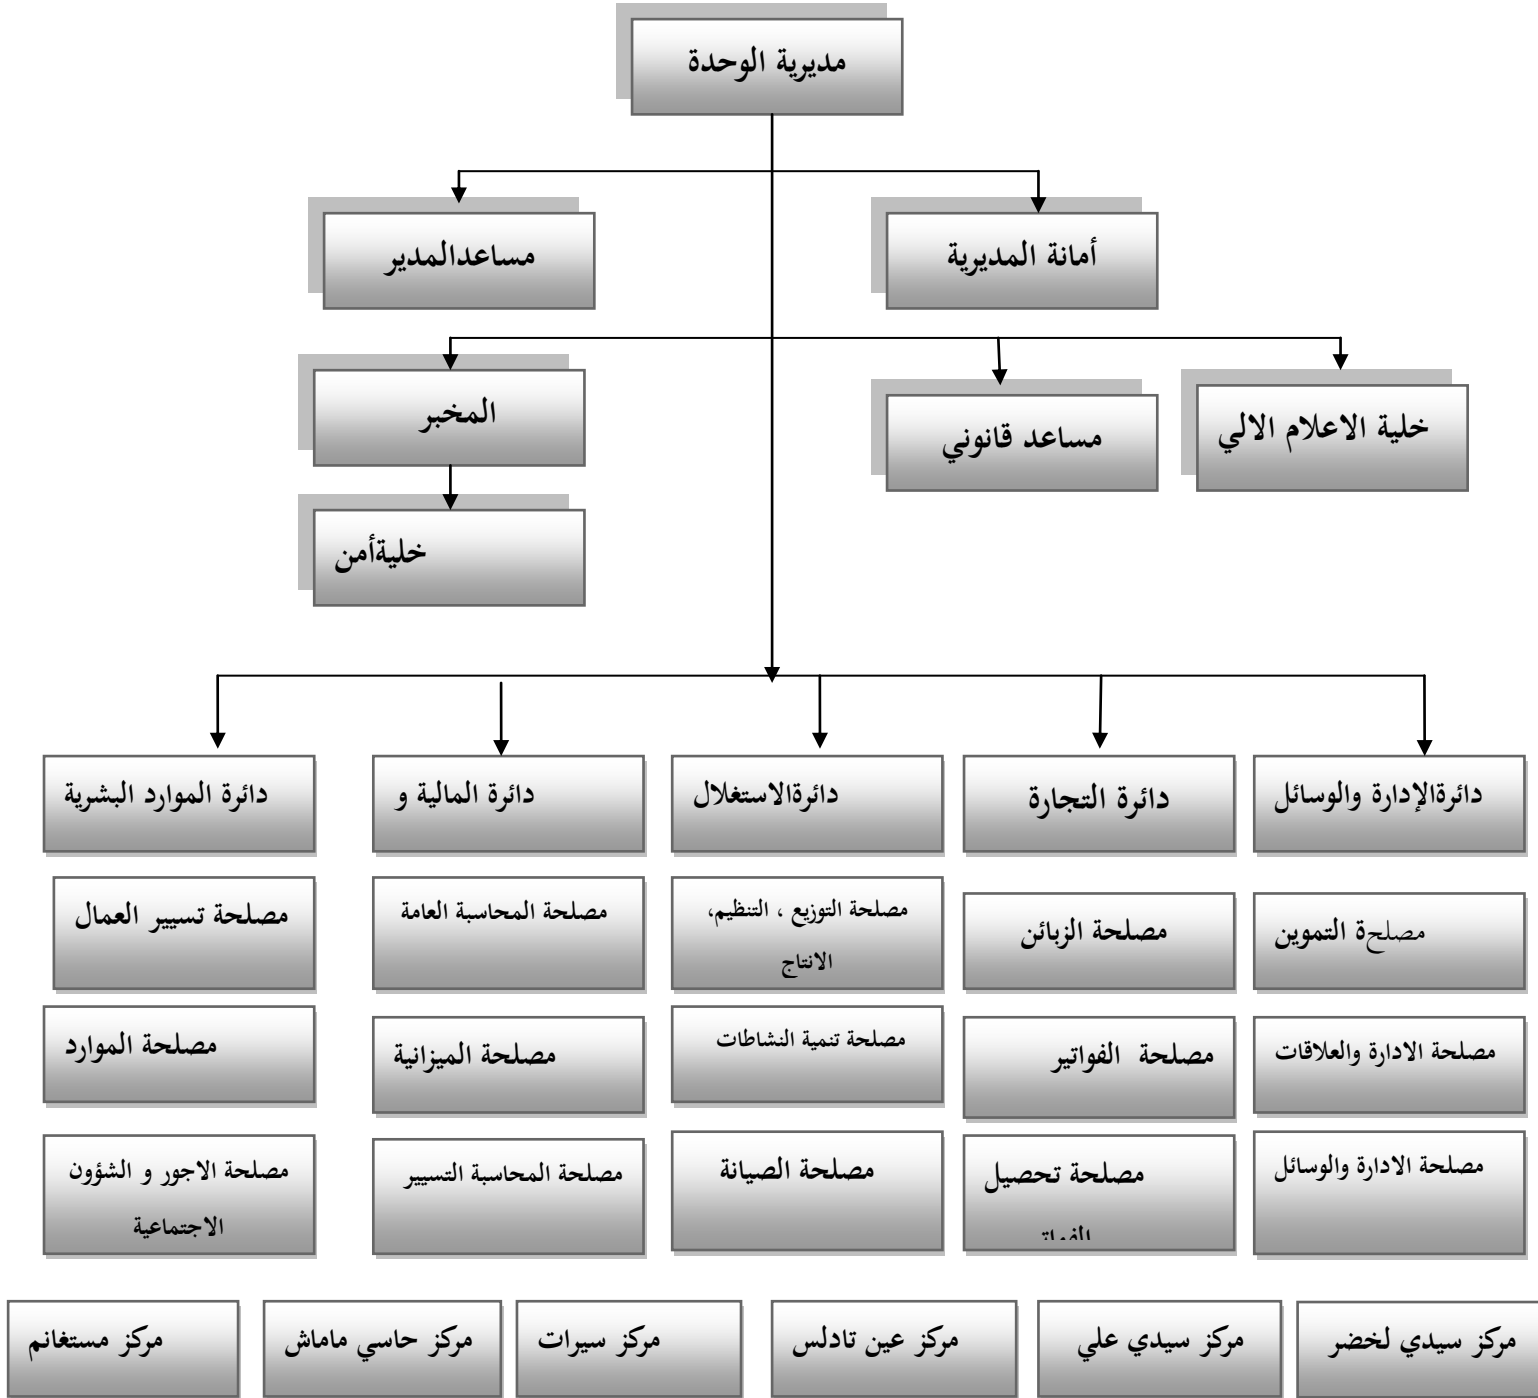 مديرية الوحدة
أمانة المديرية
مساعدالمدير
خلية الاعلام الالي
مساعد قانوني
المخبر
خليةأمن
دائرةالإدارة والوسائل
دائرة التجارة
دائرةالاستغلال
دائرة المالية و
دائرة الموارد البشرية
مصلحة التموين
مصلحة الزبائن
مصلحة التوزيع ، التنظيم،
الانتاج
مصلحة المحاسبة العامة
مصلحة تسيير العمال
مصلحة الادارة والعلاقات
مصلحة الفواتير
مصلحة تنمية النشاطات
مصلحة الميزانية
مصلحة الموارد
مصلحة الادارة والوسائل
مصلحة تحصيل
مصلحة الصيانة
مصلحة المحاسبة التسيير
مصلحة الاجور و الشؤون
الاجتماعية
مركز سيدي لخضر
مركز سيدي علي
مركز عين تادلس
مركز سيرات
مركز حاسي ماماش
مركز مستغانم